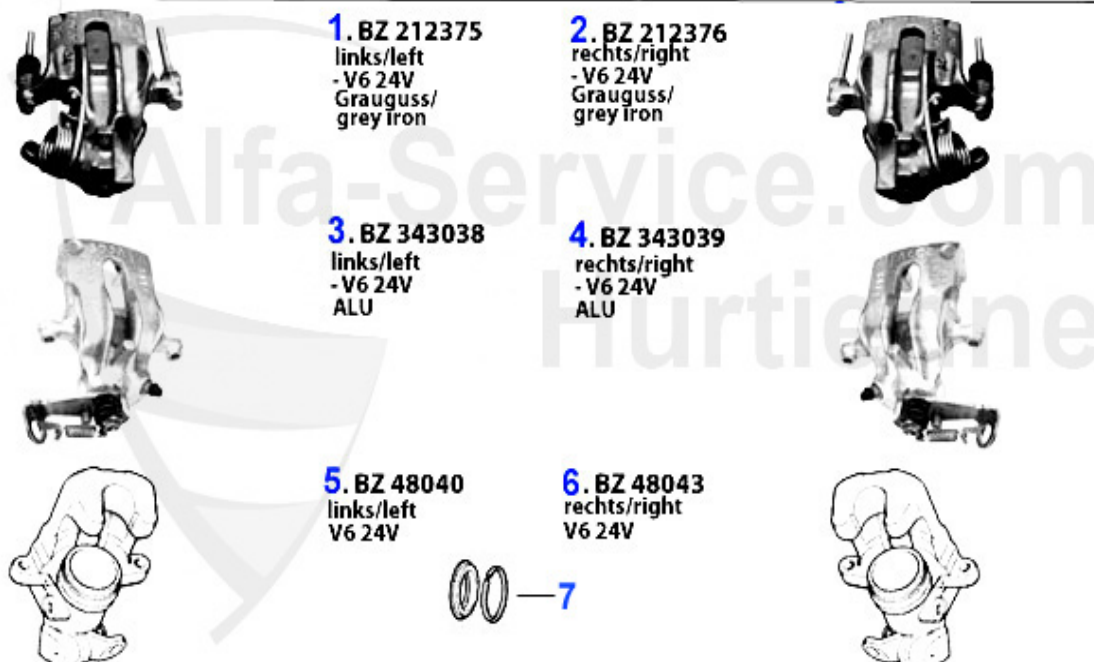 1. BZ 212375
links/left
- V6 24V
Grauguss/
grey iron
2. BZ 212376
rechts/right
- V6 24V
Grauguss/
grey iron
3. BZ 343038
links/left
- V6 24V
ALU
4. BZ 343039
rechts/right
- V6 24V
ALU
5. BZ 48040
links/left
V6 24V
6. BZ 48043
rechts/right
V6 24V
7
Alfa-Service.com